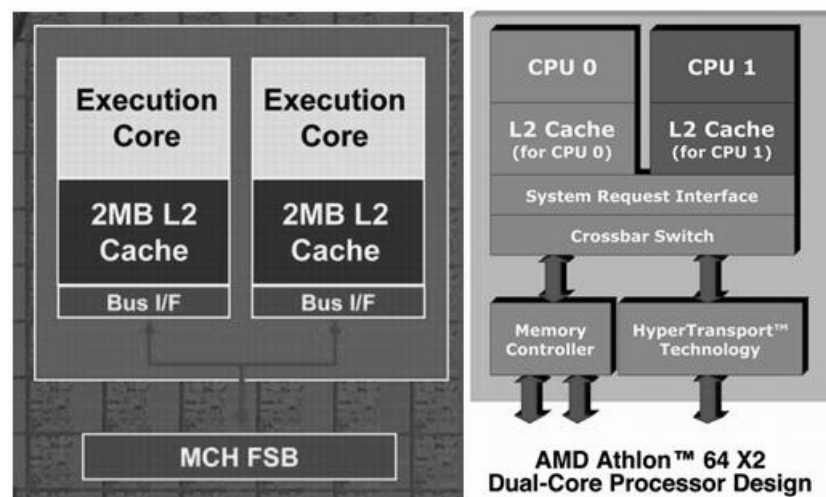 Execution
Core
Execution
Core
2MB L2
Cache
2MB L2
Cache
Bus I/F
Bus I/F
MCH FSB
CPU 0
CPU 1
L2 Cache
(for CPU 0)
L2 Cache
(for CPU 1)
System Request Interface
Crossbar Switch
Memory
Controller
HyperTransport™
Technology
AMD Athlon™ 64 X2
Dual-Core Processor Design